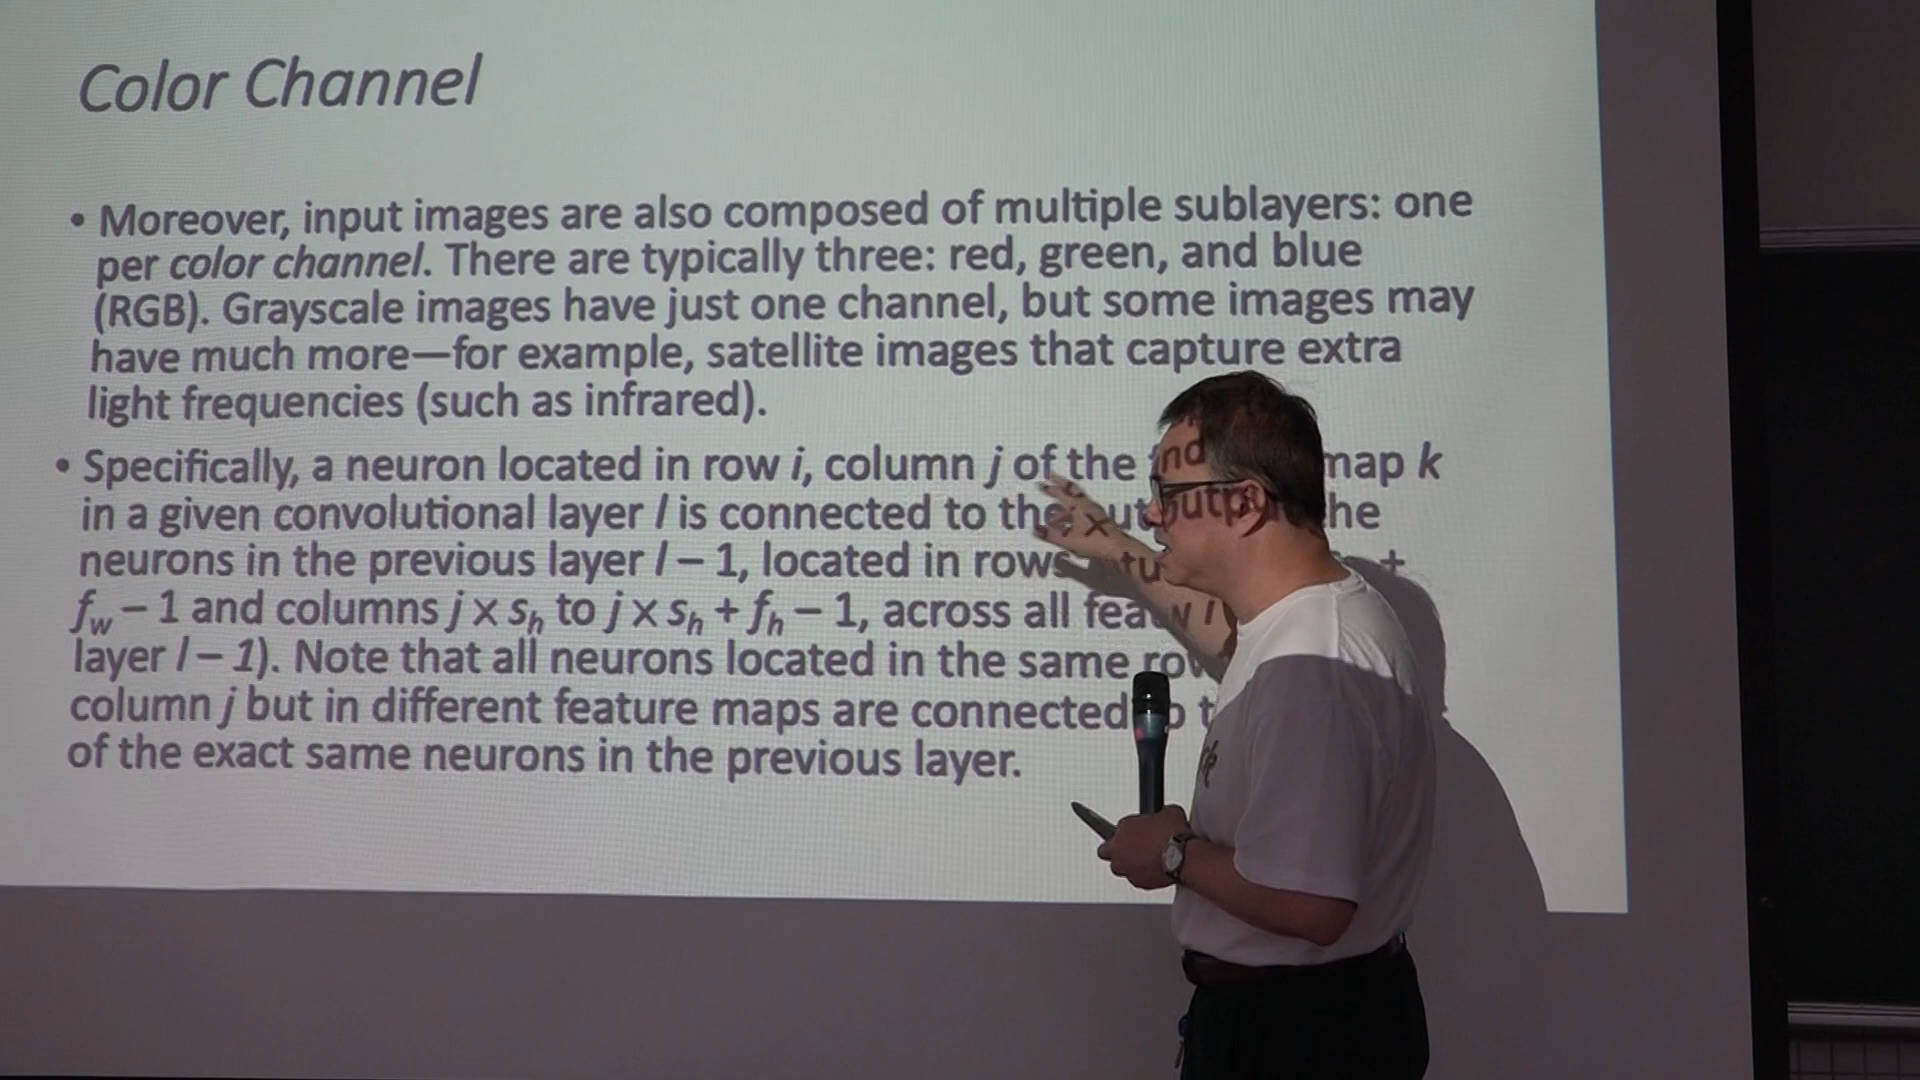 Color Channel
• Moreover, input images are also composed of multiple sublayers: one
per color channel. There are typically three: red, green, and blue
(RGB). Grayscale images have just one channel, but some images may
have much more—for example, satellite images that capture extra
light frequencies (such as infrared).
• Specifically, a neuron located in row i, column j of the map k
in a given convolutional layer l is connected to the
neurons in the previous layer l – 1, located in rows +
f_w – 1 and columns j x s_h to j x s_h + f_h – 1, across all
layer l – 1). Note that all neurons located in the same
column j but in different feature maps are connected
of the exact same neurons in the previous layer.